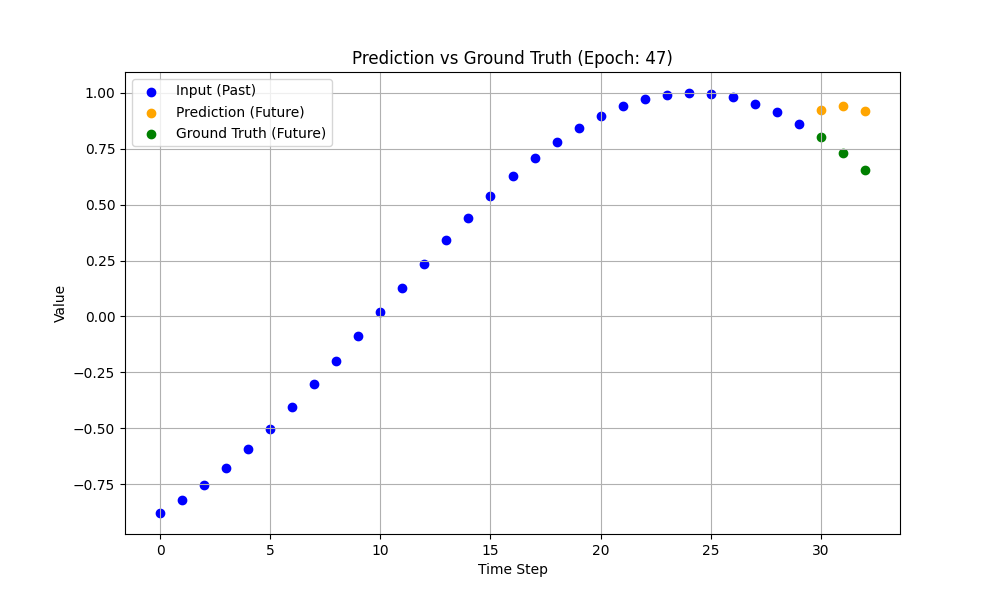 Prediction vs Ground Truth (Epoch: 47)
Input (Past)
Prediction (Future)
Ground Truth (Future)
1.00
0.75
0.50
0.25
0.00
−0.25
−0.50
−0.75
Value
0 5 10 15 20 25 30
Time Step